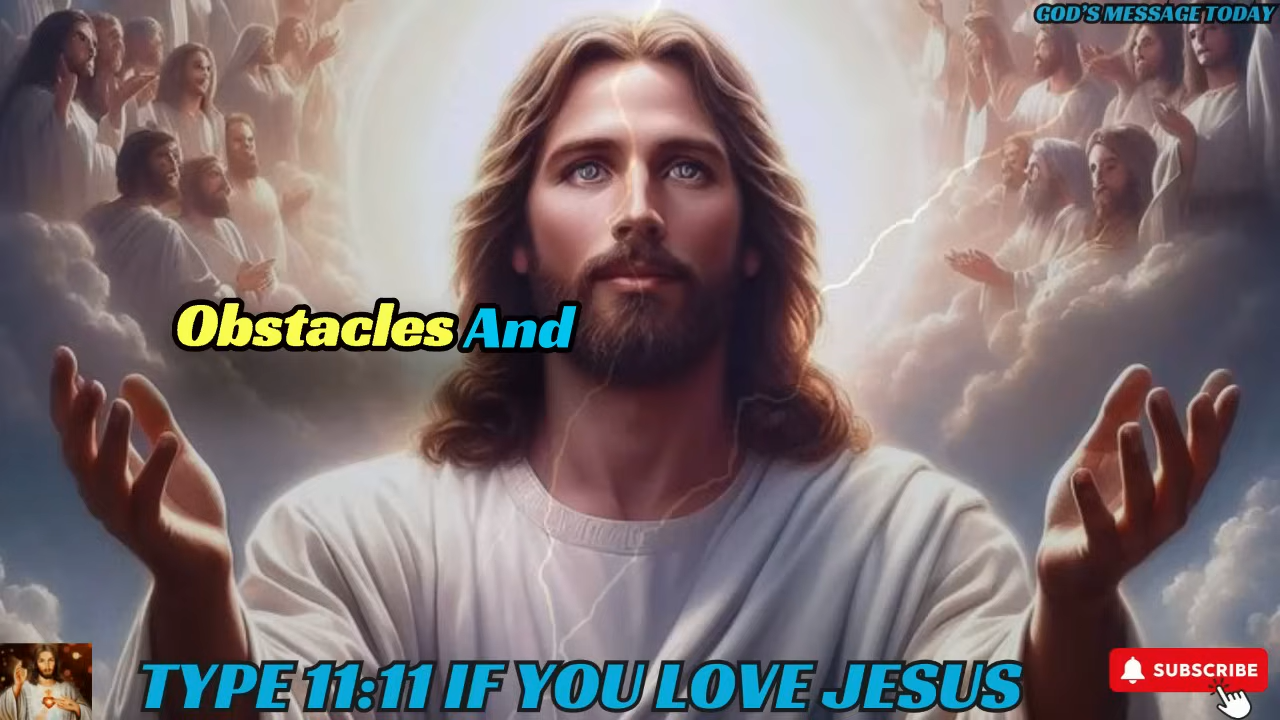 GOD'S MESSAGE TODAY
Obstacles And
TYPE 11:11 IF YOU LOVE JESUS
SUBSCRIBE